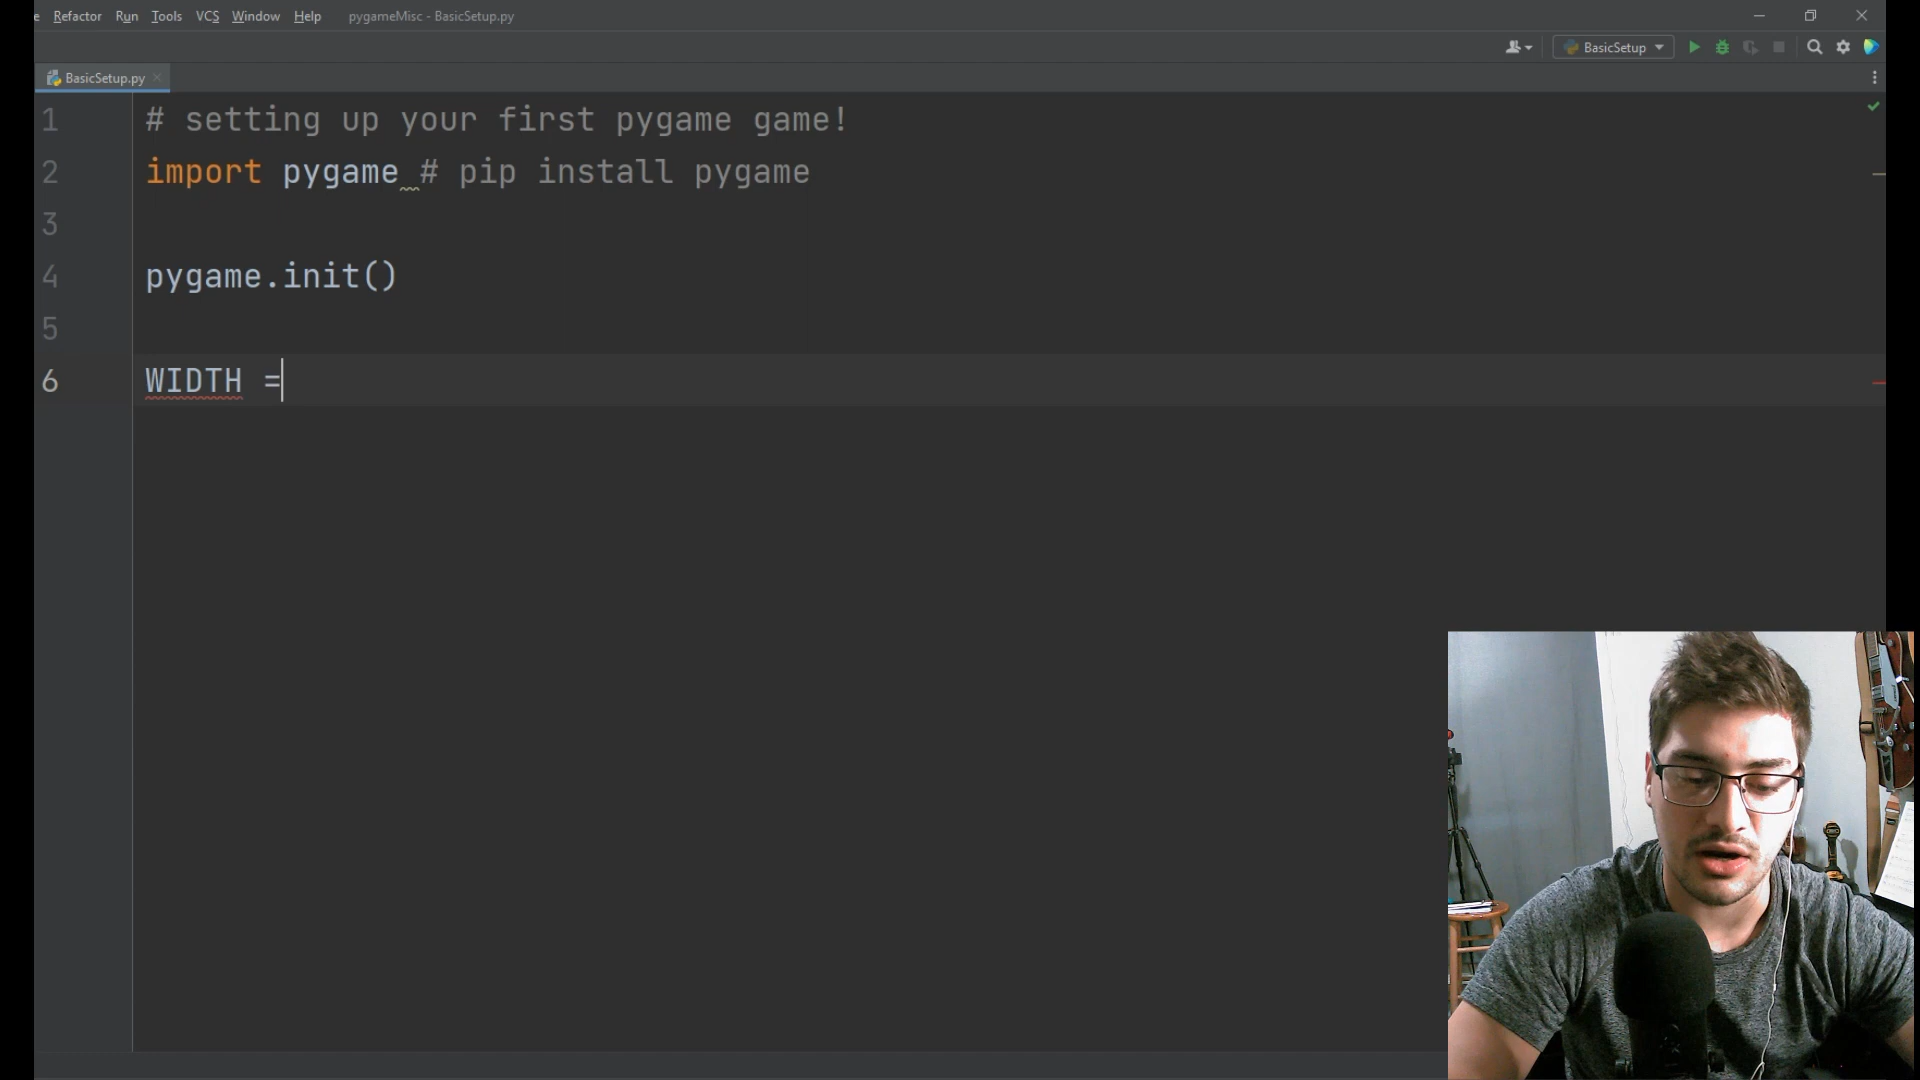 e Refactor Run Tools VCS Window Help pygameMisc - BasicSetup.py
BasicSetup
BasicSetup.py
1 # setting up your first pygame game!
2 import pygame # pip install pygame
3
4 pygame.init()
5
6 WIDTH =